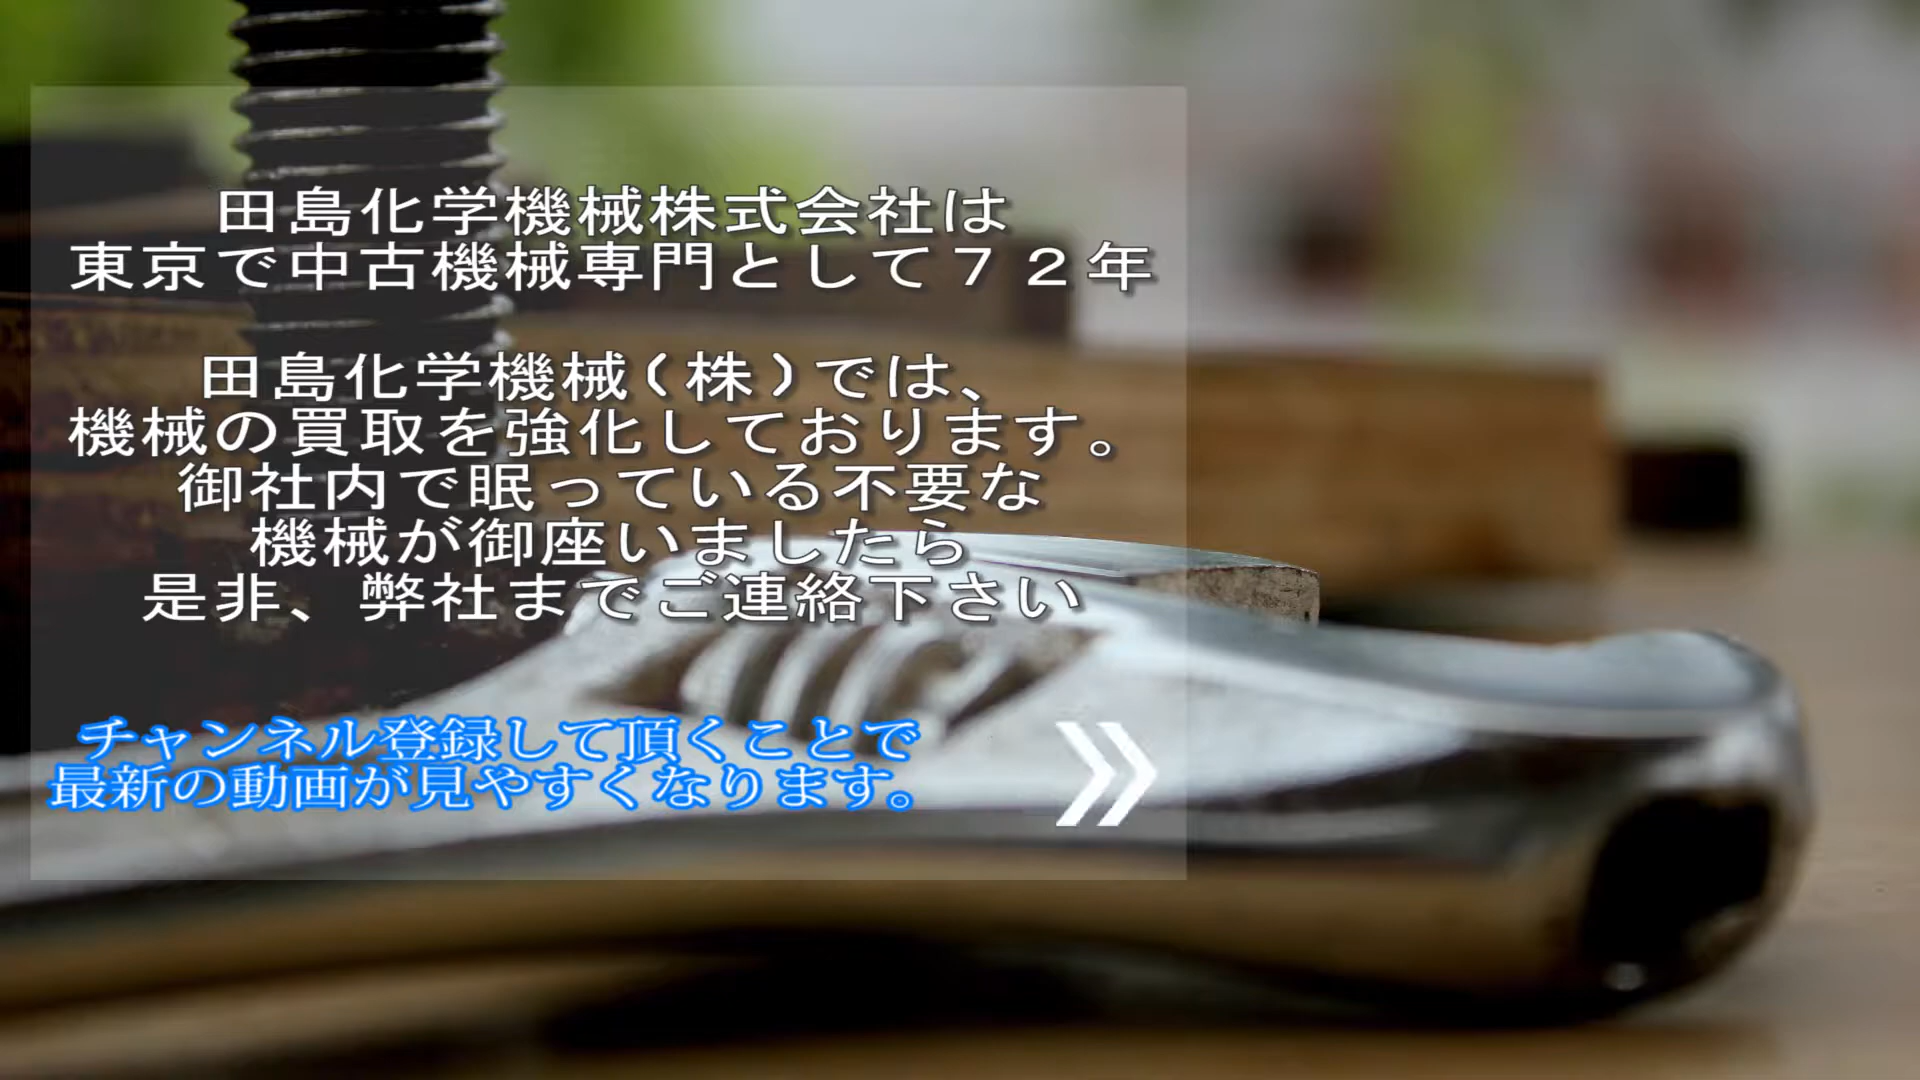 田島化学機械株式会社は
東京で中古機械専門として７２年
田島化学機械(株)では、
機械の買取を強化しております。
御社内で眠っている不要な
機械が御座いましたら
是非、弊社までご連絡下さい
チャンネル登録して頂くことで
最新の動画が見やすくなります。